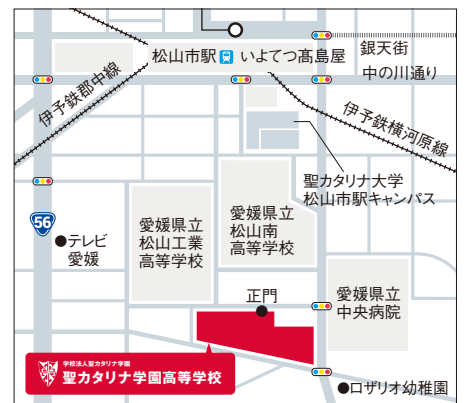 松山市駅 いよてつ髙島屋
銀天街
中の川通り
伊予鉄郡中線
伊予鉄横河原線
聖カタリナ大学
松山市駅キャンパス
56
テレビ
愛媛
愛媛県立
松山工業
高等学校
愛媛県立
松山南
高等学校
正門
愛媛県立
中央病院
学校法人聖カタリナ学園
聖カタリナ学園高等学校
ロザリオ幼稚園